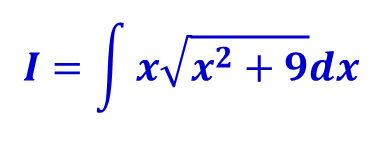 I = ∫ x√(x² + 9)dx